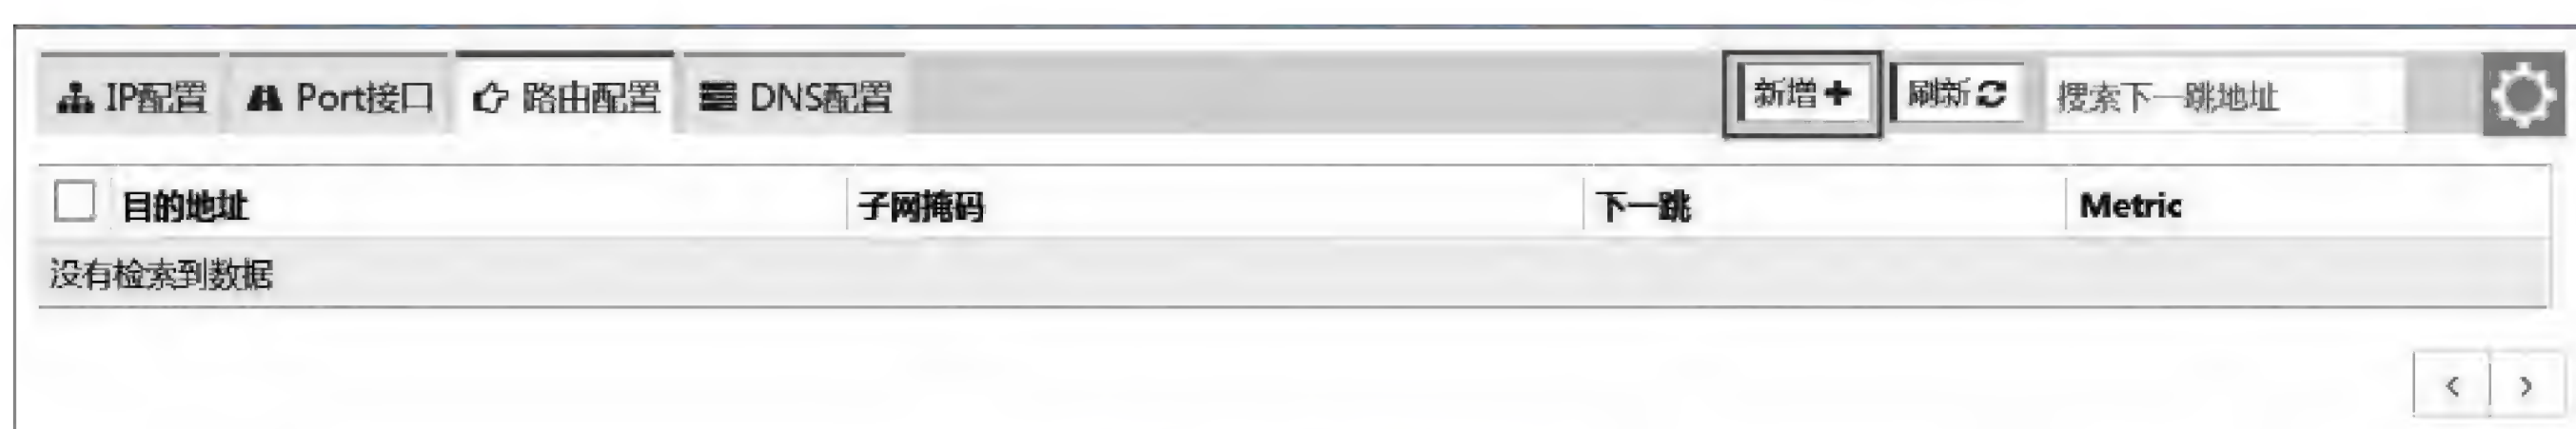 IP配置 Port接口 路由配置 DNS配置 新增 刷新 搜索下一跳地址
目的地址 子网掩码 下一跳 Metric
没有检索到数据